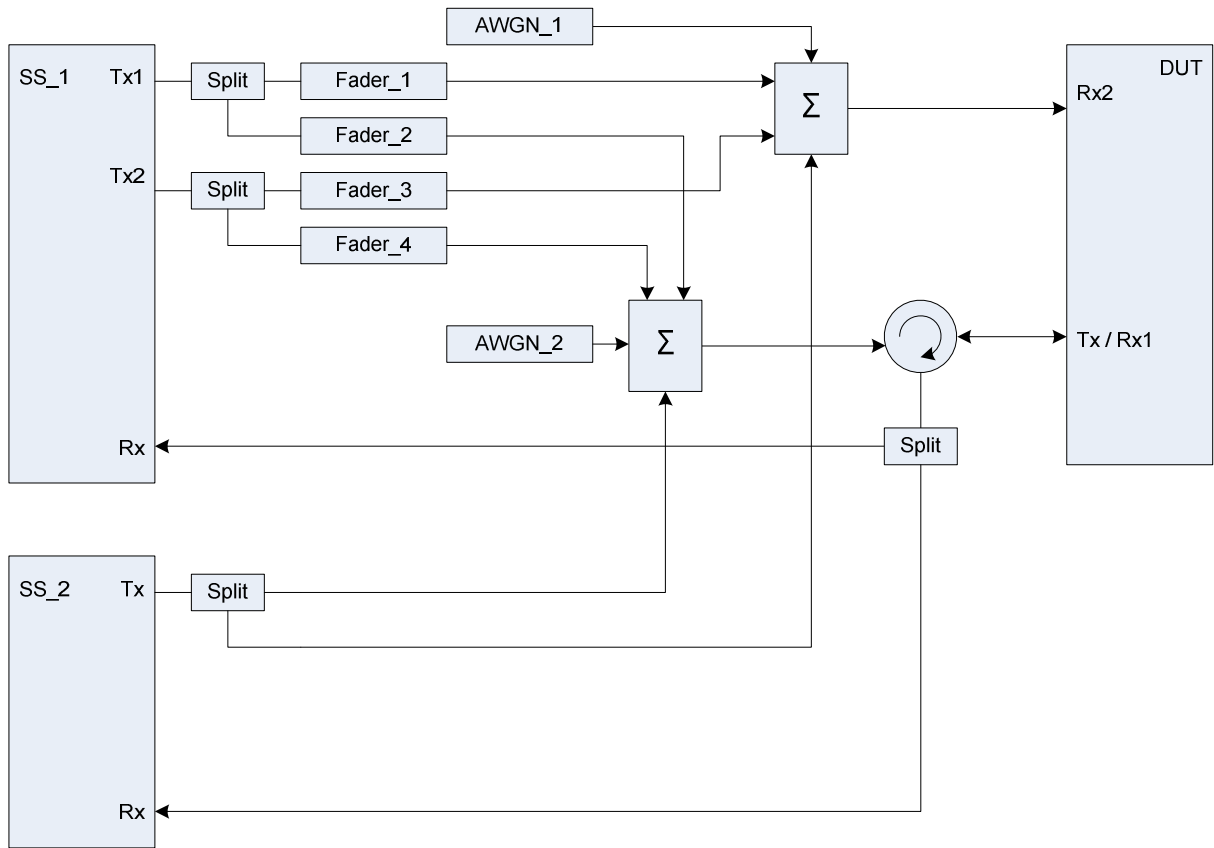 AWGN_1
SS_1
Tx1
Split
Fader_1
Σ
DUT
Rx2
Fader_2
Tx2
Split
Fader_3
Fader_4
AWGN_2
Σ
Tx / Rx1
Rx
Split
SS_2
Tx
Split
Rx